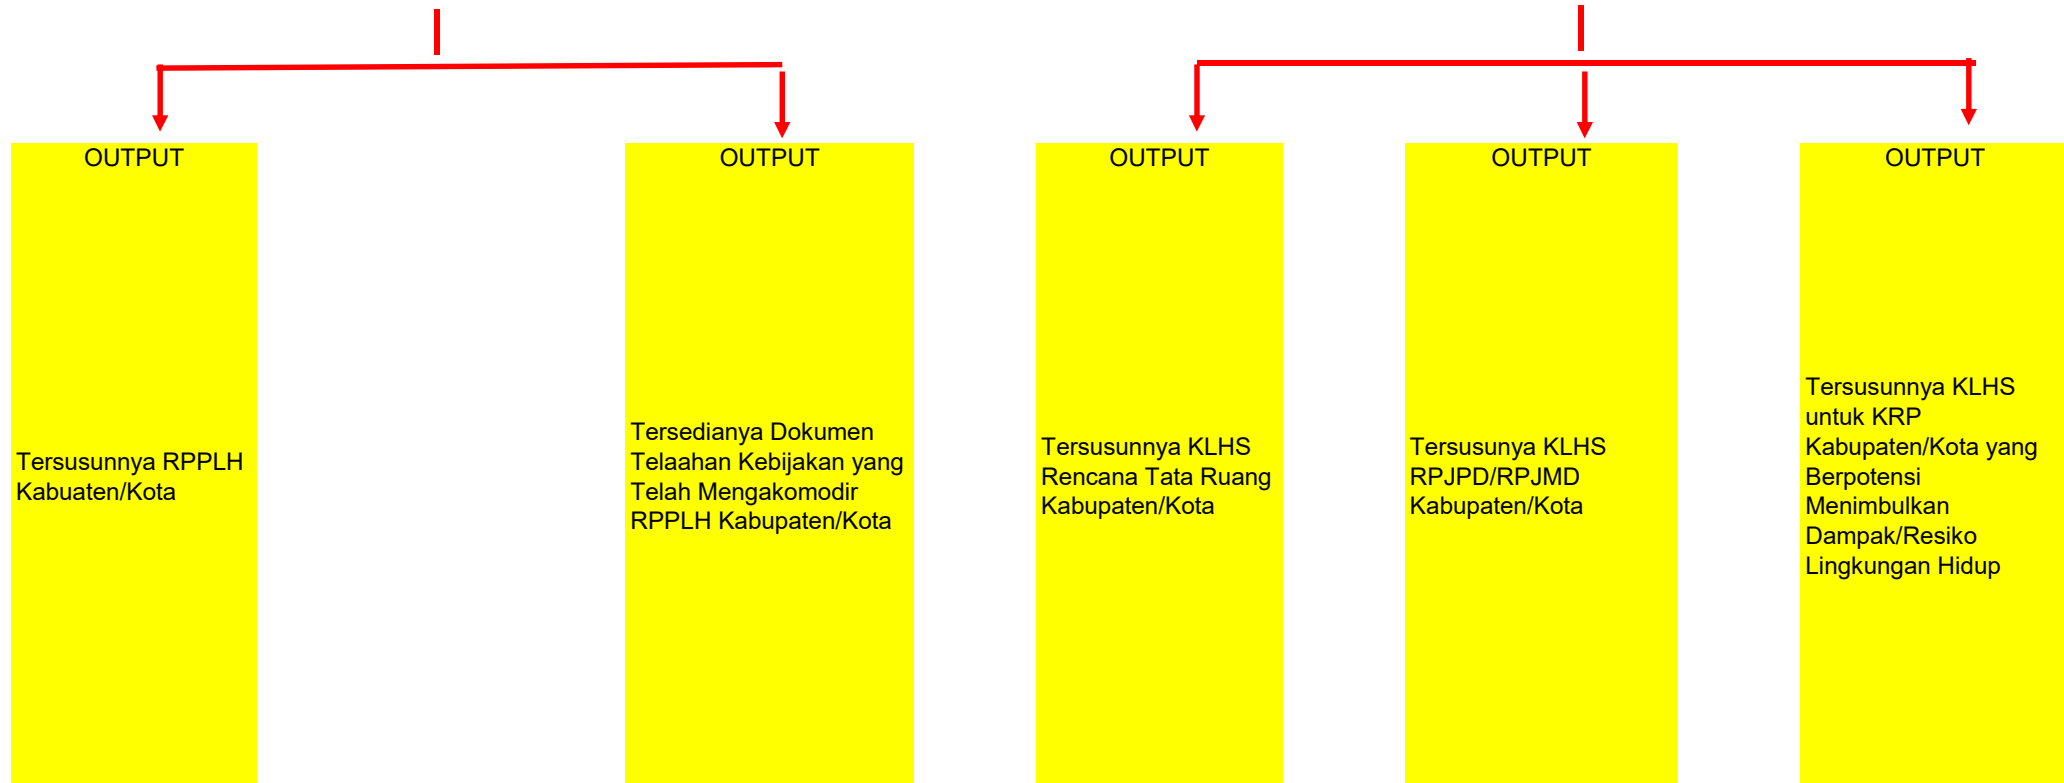 OUTPUT
Tersusunnya RPPLH
Kabuaten/Kota
OUTPUT
Tersedianya Dokumen
Telaahan Kebijakan yang
Telah Mengakomodir
RPPLH Kabupaten/Kota
OUTPUT
Tersusunnya KLHS
Rencana Tata Ruang
Kabupaten/Kota
OUTPUT
Tersusunya KLHS
RPJPD/RPJMD
Kabupaten/Kota
OUTPUT
Tersusunnya KLHS
untuk KRP
Kabupaten/Kota yang
Berpotensi
Menimbulkan
Dampak/Resiko
Lingkungan Hidup